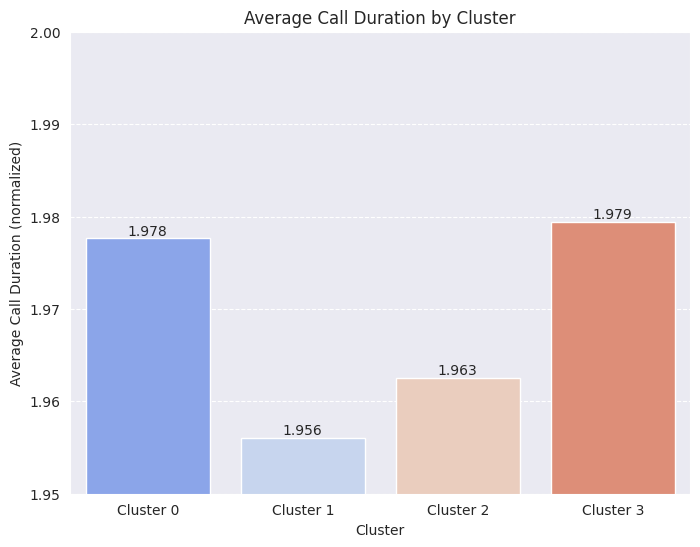 Average Call Duration by Cluster
Average Call Duration (normalized)
2.00
1.99
1.98
1.97
1.96
1.95
1.978
1.956
1.963
1.979
Cluster 0
Cluster 1
Cluster 2
Cluster 3
Cluster